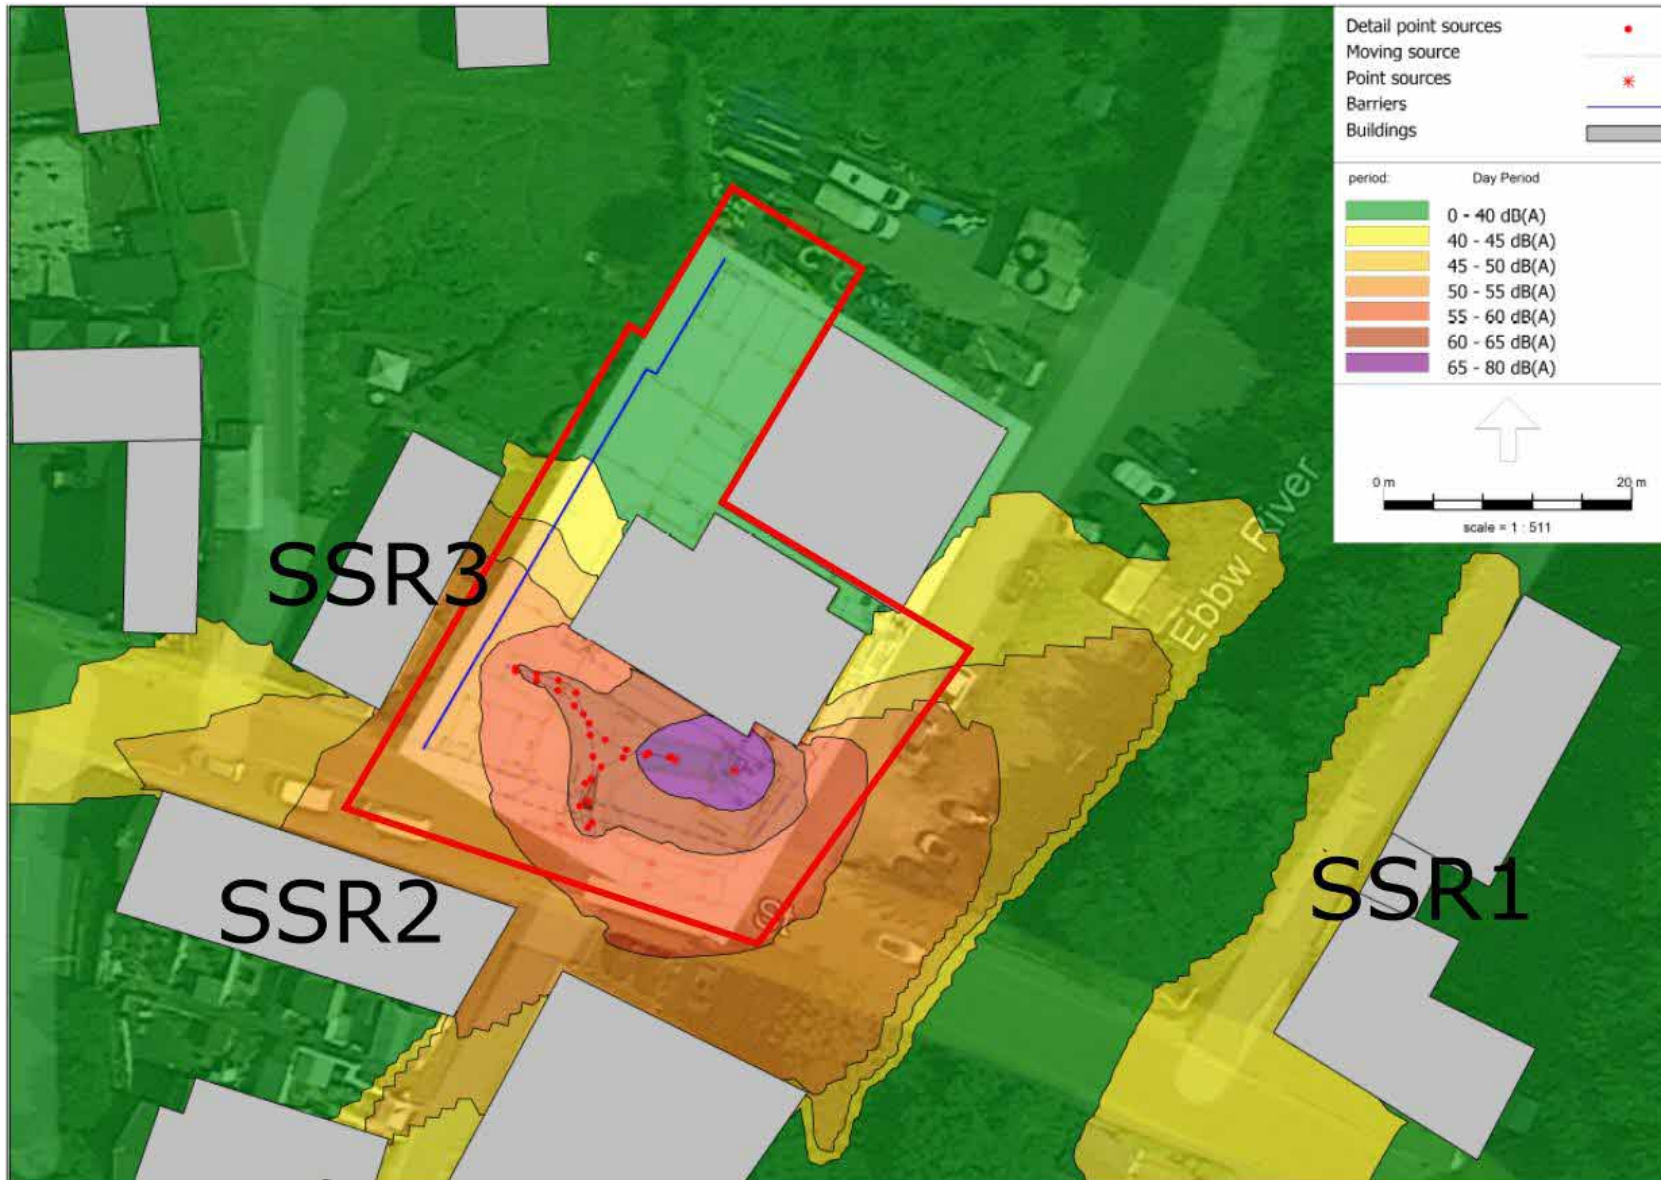 Detail point sources
Moving source
Point sources
Barriers
Buildings
period: Day Period
0 - 40 dB(A)
40 - 45 dB(A)
45 - 50 dB(A)
50 - 55 dB(A)
55 - 60 dB(A)
60 - 65 dB(A)
65 - 80 dB(A)
0 m 20 m
scale = 1 : 511
SSR3
Ebbw River
SSR2
SSR1